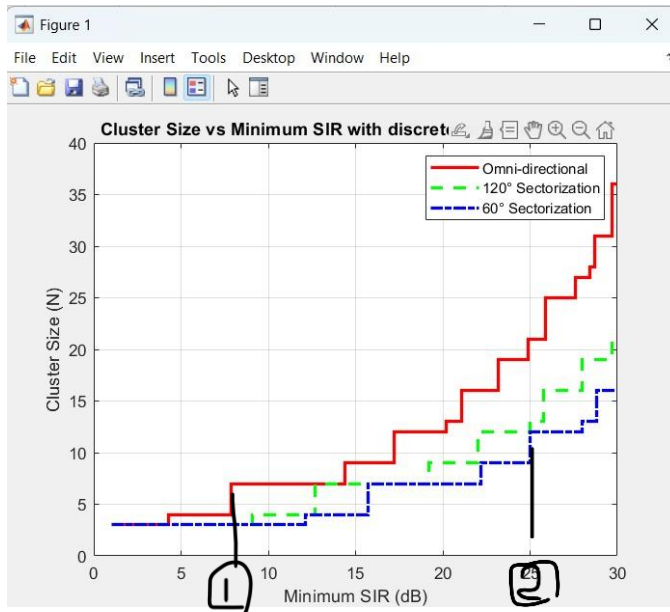 Figure 1
File Edit View Insert Tools Desktop Window Help
Cluster Size vs Minimum SIR with discret
40
35
30
25
20
15
10
5
0
Cluster Size (N)
Omni-directional
120° Sectorization
60° Sectorization
0 5 10 15 20 25 30
Minimum SIR (dB)
1
2